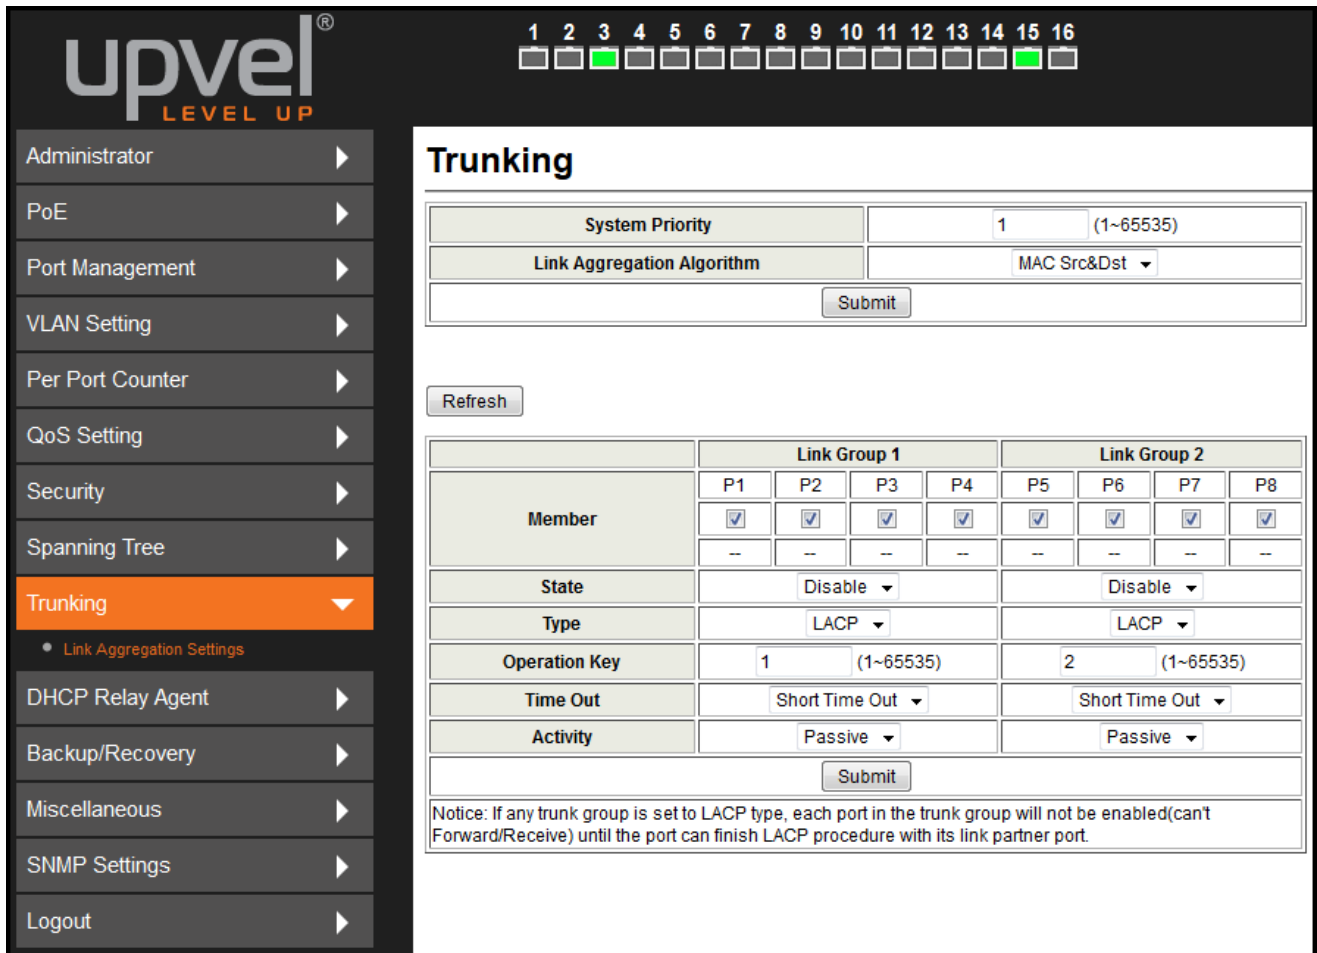 upvel®
LEVEL UP
1 2 3 4 5 6 7 8 9 10 11 12 13 14 15 16
Administrator
PoE
Port Management
VLAN Setting
Per Port Counter
QoS Setting
Security
Spanning Tree
Trunking
Link Aggregation Settings
DHCP Relay Agent
Backup/Recovery
Miscellaneous
SNMP Settings
Logout
Trunking
System Priority 1 (1~65535)
Link Aggregation Algorithm MAC Src&Dst
Submit
Refresh
Link Group 1 Link Group 2
P1 P2 P3 P4 P5 P6 P7 P8
Member
-- -- -- -- -- -- -- --
State Disable Disable
Type LACP LACP
Operation Key 1 (1~65535) 2 (1~65535)
Time Out Short Time Out Short Time Out
Activity Passive Passive
Submit
Notice: If any trunk group is set to LACP type, each port in the trunk group will not be enabled(can't
Forward/Receive) until the port can finish LACP procedure with its link partner port.